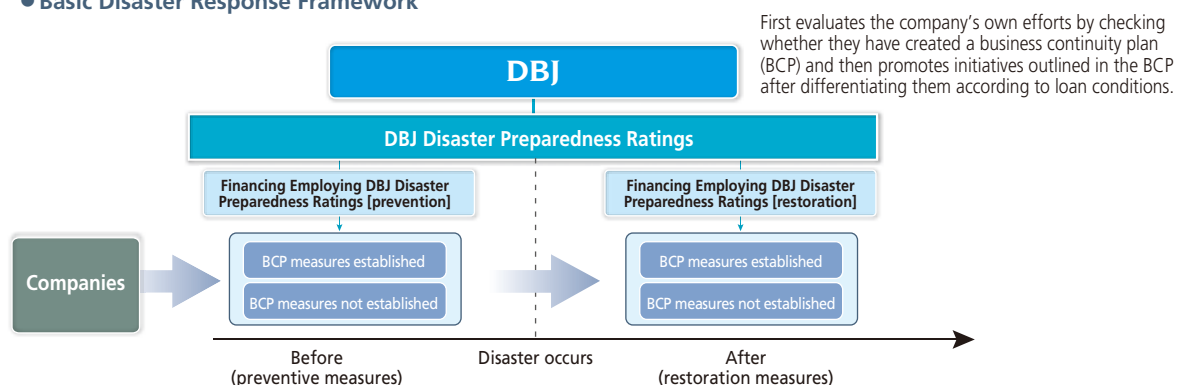 ●Basic Disaster Response Framework
First evaluates the company's own efforts by checking
whether they have created a business continuity plan
(BCP) and then promotes initiatives outlined in the BCP
after differentiating them according to loan conditions.
DBJ
DBJ Disaster Preparedness Ratings
Financing Employing DBJ Disaster
Preparedness Ratings [prevention]
Financing Employing DBJ Disaster
Preparedness Ratings [restoration]
Companies
BCP measures established
BCP measures not established
BCP measures established
BCP measures not established
Before
(preventive measures)
Disaster occurs
After
(restoration measures)